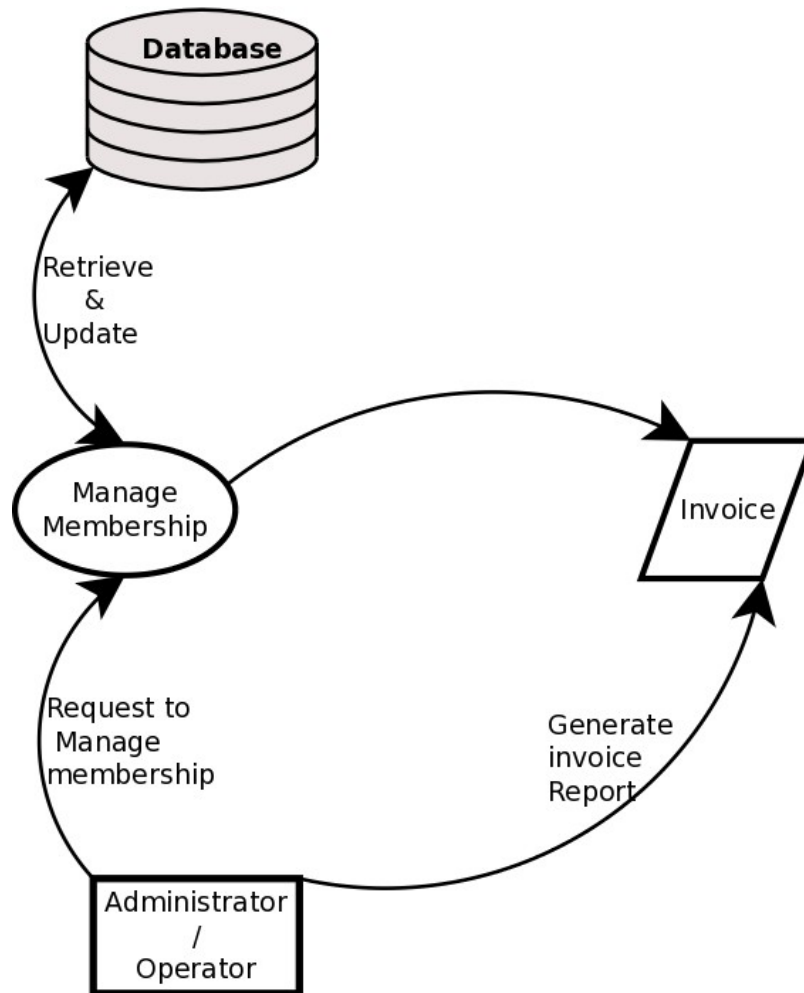 Database
Retrieve
&
Update
Manage
Membership
Invoice
Request to
Manage
membership
Generate
invoice
Report
Administrator
/
Operator